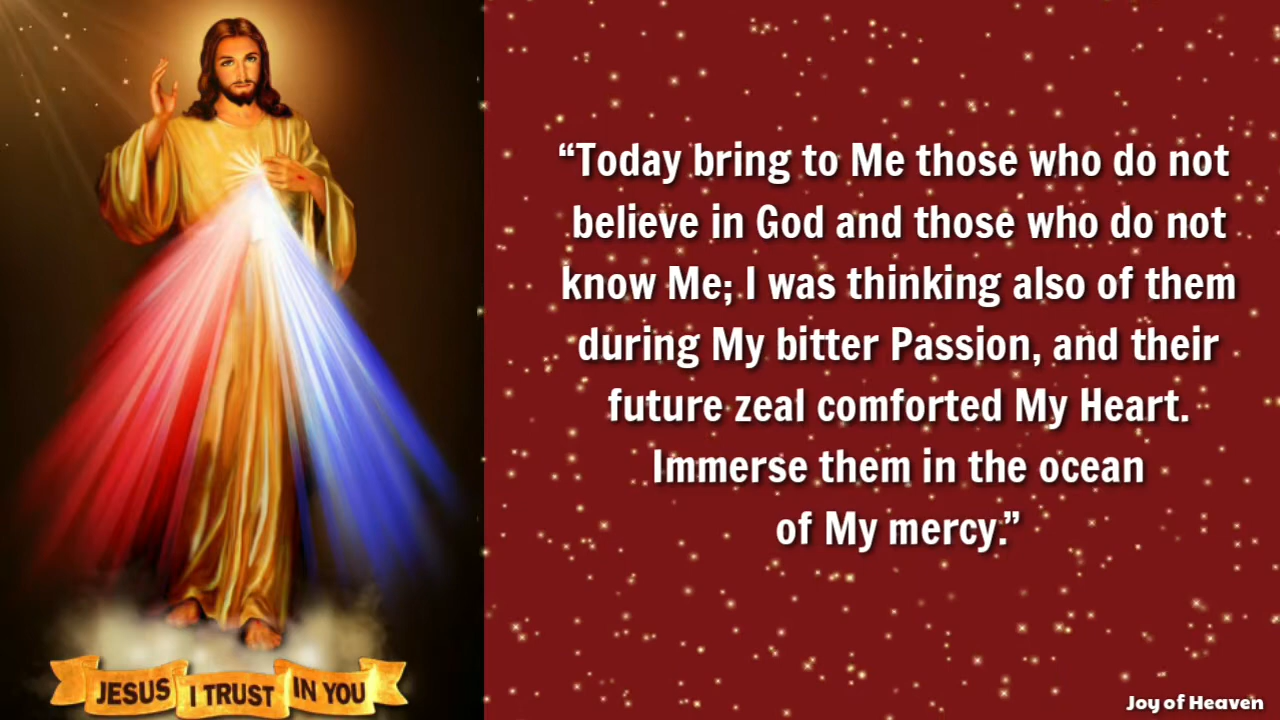 “Today bring to Me those who do not
believe in God and those who do not
know Me; I was thinking also of them
during My bitter Passion, and their
future zeal comforted My Heart.
Immerse them in the ocean
of My mercy.”
JESUS I TRUST IN YOU
Joy of Heaven